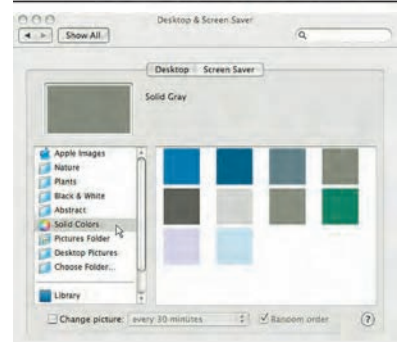 Desktop & Screen Saver
Show All
Desktop Screen Saver
Solid Gray
Apple Images
Nature
Plants
Black & White
Abstract
Solid Colors
Pictures Folder
Desktop Pictures
Choose Folder...
Library
Change picture: every 30 minutes Random order ?